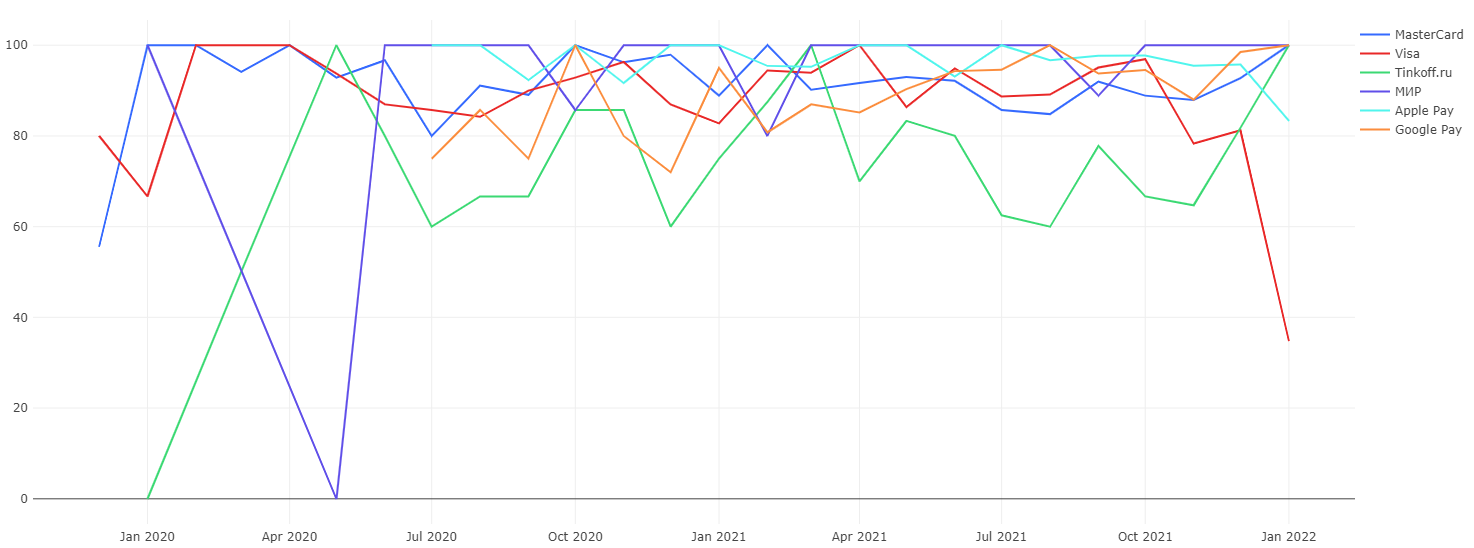 100
80
60
40
20
0
Jan 2020
Apr 2020
Jul 2020
Oct 2020
Jan 2021
Apr 2021
Jul 2021
Oct 2021
Jan 2022
MasterCard
Visa
Tinkoff.ru
МИР
Apple Pay
Google Pay